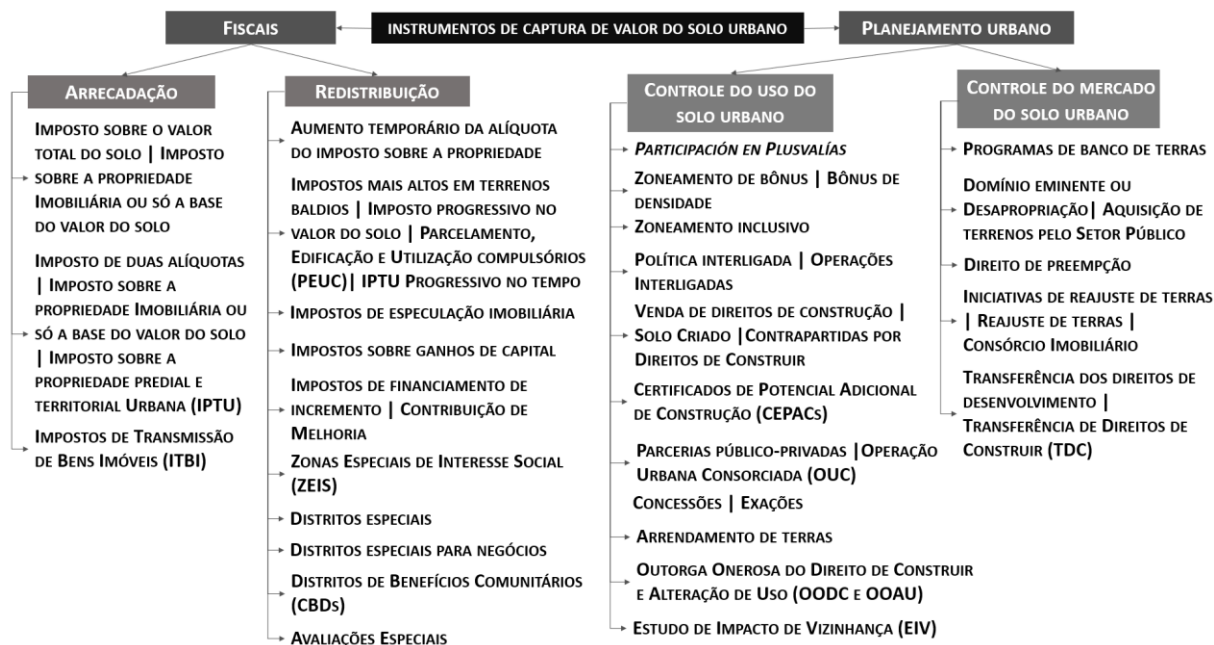 INSTRUMENTOS DE CAPTURA DE VALOR DO SOLO URBANO
FISCAIS
PLANEJAMENTO URBANO
ARRECADAÇÃO
IMPOSTO SOBRE O VALOR
TOTAL DO SOLO | IMPOSTO
SOBRE A PROPRIEDADE
IMOBILIÁRIA OU SÓ A BASE
DO VALOR DO SOLO
IMPOSTO DE DUAS ALÍQUOTAS
| IMPOSTO SOBRE A
PROPRIEDADE IMOBILIÁRIA OU
SÓ A BASE DO VALOR DO SOLO
| IMPOSTO SOBRE A
PROPRIEDADE PREDIAL E
TERRITORIAL URBANA (IPTU)
IMPOSTOS DE TRANSMISSÃO
DE BENS IMÓVEIS (ITBI)
REDISTRIBUIÇÃO
AUMENTO TEMPORÁRIO DA ALÍQUOTA
DO IMPOSTO SOBRE A PROPRIEDADE
IMPOSTOS MAIS ALTOS EM TERRENOS
BALDIOS | IMPOSTO PROGRESSIVO NO
VALOR DO SOLO | PARCELAMENTO,
EDIFICAÇÃO E UTILIZAÇÃO COMPULSÓRIOS
(PEUC)| IPTU PROGRESSIVO NO TEMPO
IMPOSTOS DE ESPECULAÇÃO IMOBILIÁRIA
IMPOSTOS SOBRE GANHOS DE CAPITAL
IMPOSTOS DE FINANCIAMENTO DE
INCREMENTO | CONTRIBUIÇÃO DE
MELHORIA
ZONAS ESPECIAIS DE INTERESSE SOCIAL
(ZEIS)
DISTRITOS ESPECIAIS
DISTRITOS ESPECIAIS PARA NEGÓCIOS
DISTRITOS DE BENEFÍCIOS COMUNITÁRIOS
(CBDS)
AVALIAÇÕES ESPECIAIS
CONTROLE DO USO DO
SOLO URBANO
PARTICIPACIÓN EN PLUSVALÍAS
ZONEAMENTO DE BÔNUS | BÔNUS DE
DENSIDADE
ZONEAMENTO INCLUSIVO
POLÍTICA INTERLIGADA | OPERAÇÕES
INTERLIGADAS
VENDA DE DIREITOS DE CONSTRUÇÃO |
SOLO CRIADO |CONTRAPARTIDAS POR
DIREITOS DE CONSTRUIR
CERTIFICADOS DE POTENCIAL ADICIONAL
DE CONSTRUÇÃO (CEPACS)
PARCERIAS PÚBLICO-PRIVADAS |OPERAÇÃO
URBANA CONSORCIADA (OUC)
CONCESSÕES | EXAÇÕES
ARRENDAMENTO DE TERRAS
OUTORGA ONEROSA DO DIREITO DE CONSTRUIR
E ALTERAÇÃO DE USO (OODC E OOAU)
ESTUDO DE IMPACTO DE VIZINHANÇA (EIV)
CONTROLE DO MERCADO
DO SOLO URBANO
PROGRAMAS DE BANCO DE TERRAS
DOMÍNIO EMINENTE OU
DESAPROPRIAÇÃO| AQUISIÇÃO DE
TERRENOS PELO SETOR PÚBLICO
DIREITO DE PREEMPÇÃO
INICIATIVAS DE REAJUSTE DE TERRAS
| REAJUSTE DE TERRAS |
CONSÓRCIO IMOBILIÁRIO
TRANSFERÊNCIA DOS DIREITOS DE
DESENVOLVIMENTO |
TRANSFERÊNCIA DE DIREITOS DE
CONSTRUIR (TDC)